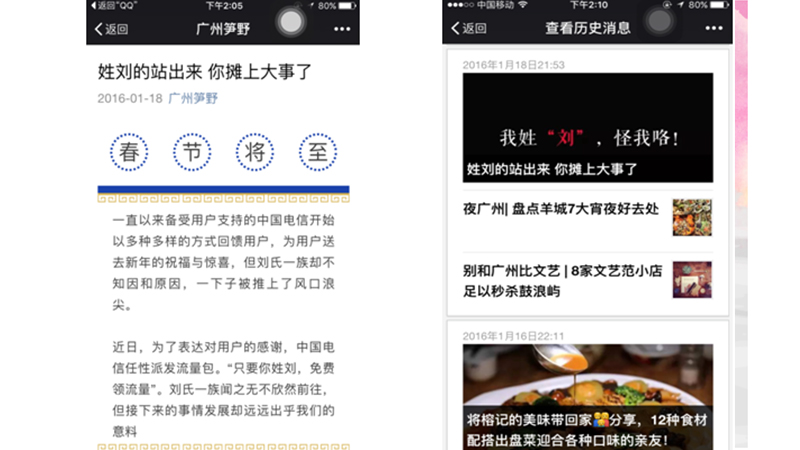 返回"QQ"
下午2:05
80%
返回
广州笋野
姓刘的站出来 你摊上大事了
2016-01-18 广州笋野
春 节 将 至
一直以来备受用户支持的中国电信开始
以多种多样的方式回馈用户，为用户送
去新年的祝福与惊喜，但刘氏一族却不
知因和原因，一下子被推上了风口浪
尖。
近日，为了表达对用户的感谢，中国电
信任性派发流量包。“只要你姓刘，免费
领流量”。刘氏一族闻之无不欣然前往，
但接下来的事情发展却远远出乎我们的
意料
中国移动
下午2:10
80%
返回
查看历史消息
2016年1月18日21:53
我姓“刘”，怪我咯!
姓刘的站出来 你摊上大事了
夜广州| 盘点羊城7大宵夜好去处
别和广州比文艺 | 8家文艺范小店
足以秒杀鼓浪屿
2016年1月16日22:11
将榕记的美味带回家分享，12种食材
配搭出盘菜迎合各种口味的亲友！